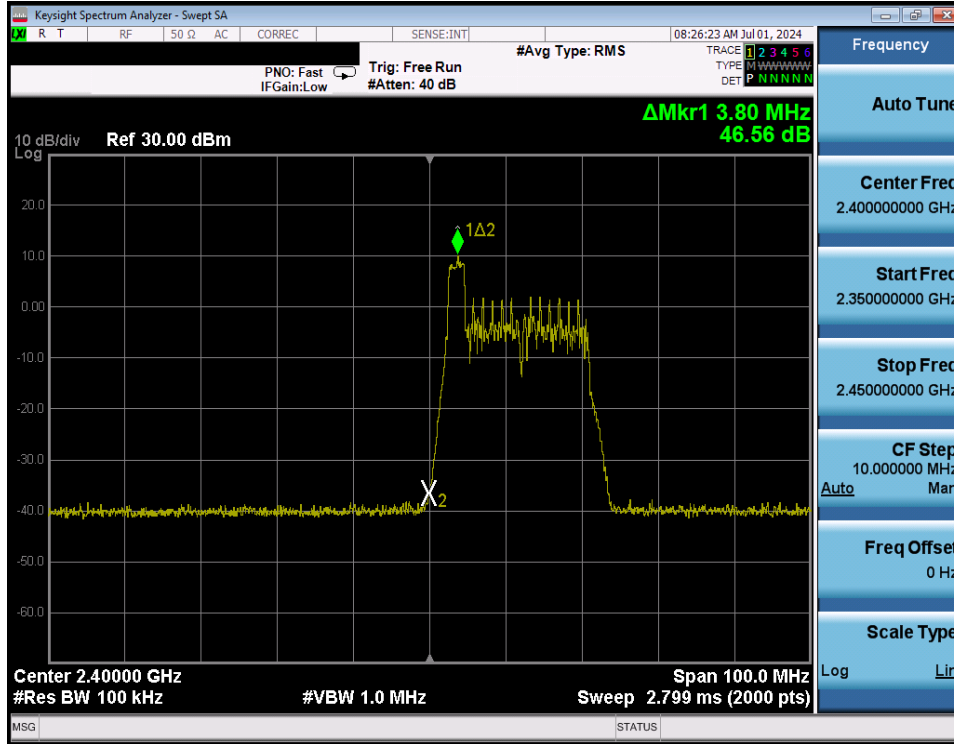 Keysight Spectrum Analyzer - Swept SA
LXI R T RF 50 Ω AC CORREC SENSE:INT 08:26:23 AM Jul 01, 2024
#Avg Type: RMS TRACE 1 2 3 4 5 6
PNO: Fast Trig: Free Run TYPE M WWWWW
IFGain:Low #Atten: 40 dB DET P N N N N N
ΔMkr1 3.80 MHz
46.56 dB
10 dB/div Ref 30.00 dBm
Log
20.0
1Δ2
10.0
0.00
-10.0
-20.0
-30.0
2
-40.0
-50.0
-60.0
Center 2.40000 GHz Span 100.0 MHz
#Res BW 100 kHz #VBW 1.0 MHz Sweep 2.799 ms (2000 pts)
MSG STATUS
Frequency
Auto Tune
Center Freq
2.400000000 GHz
Start Freq
2.350000000 GHz
Stop Freq
2.450000000 GHz
CF Step
10.000000 MHz
Auto Man
Freq Offset
0 Hz
Scale Type
Log Lin